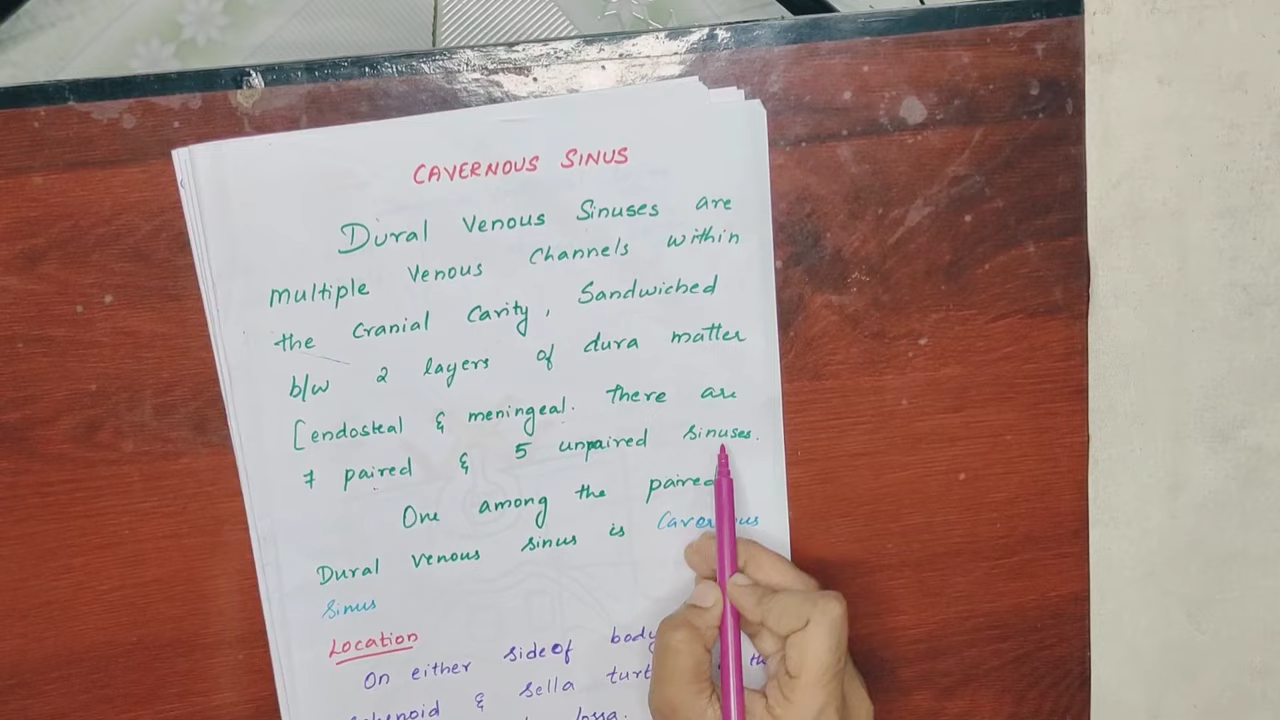 CAVERNOUS SINUS
Dural Venous Sinuses are
multiple Venous Channels within
the Cranial Cavity, Sandwiched
b/w 2 layers of dura matter
[endosteal & meningeal. There are
7 paired & 5 unpaired sinuses.
One among the paired
Dural venous sinus is
Sinus
Location
On either side of body
& sella